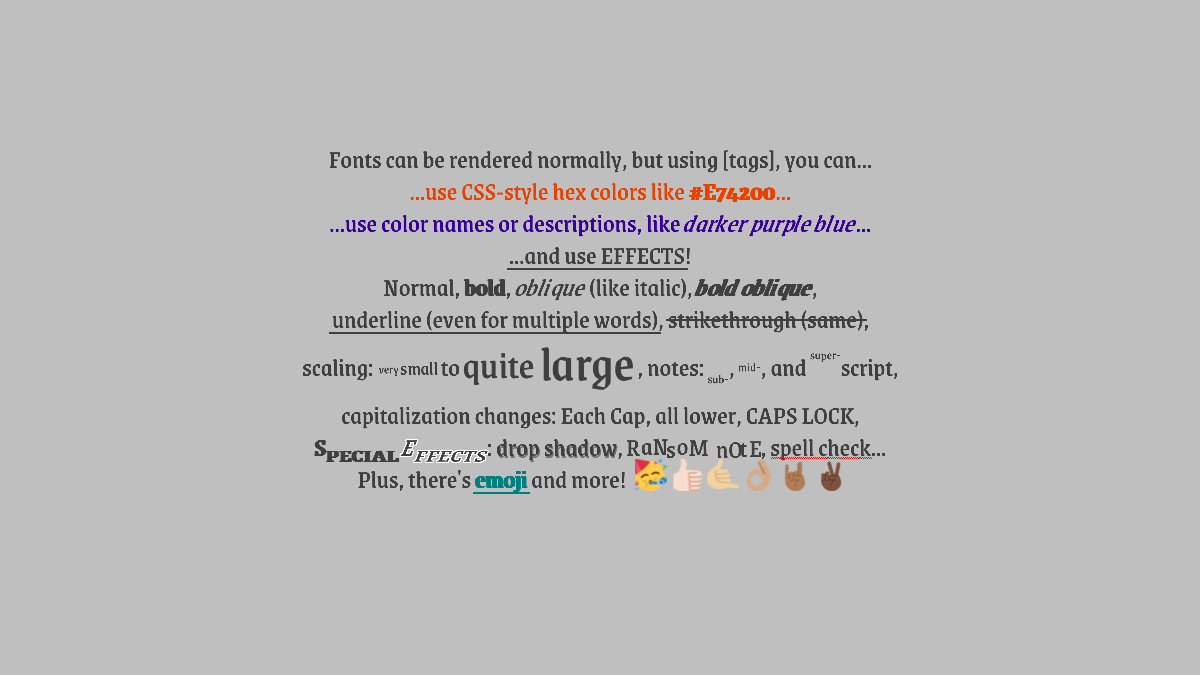 Fonts can be rendered normally, but using [tags], you can...
...use CSS-style hex colors like #E74200...
...use color names or descriptions, like darker purple blue...
...and use EFFECTS!
Normal, bold, oblique (like italic), bold oblique,
underline (even for multiple words), strikethrough (same),
scaling: very small to quite large, notes: sub-, mid-, and super-script,
capitalization changes: Each Cap, all lower, CAPS LOCK,
Special Effects: drop shadow, RaNsoM nOtE, spell check...
Plus, there's emoji and more! 🥳👍🏻🤙🏼👌🏽🤘🏾✌🏿